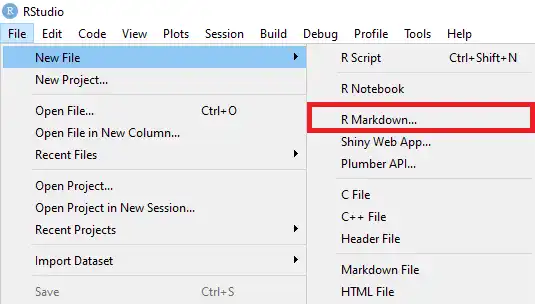 R RStudio
File Edit Code View Plots Session Build Debug Profile Tools Help
New File
New Project...
Open File... Ctrl+O
Open File in New Column...
Recent Files
Open Project...
Open Project in New Session...
Recent Projects
Import Dataset
Save Ctrl+S
R Script Ctrl+Shift+N
R Notebook
R Markdown...
Shiny Web App...
Plumber API...
C File
C++ File
Header File
Markdown File
HTML File